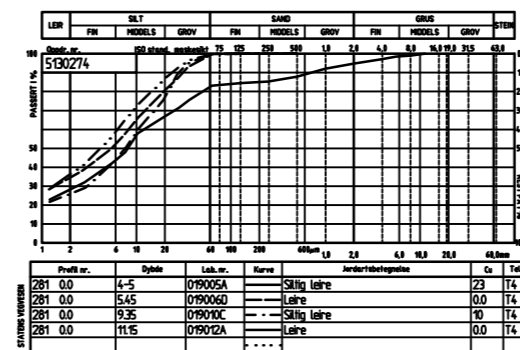 LEIR SILT SAND GRUS STEIN
FIN MIDDELS GROV FIN MIDDELS GROV FIN MIDDELS GROV
Oppdr. nr. ISO stand. maskesikt 75 125 250 500 1,0 2,0 4,0 8,0 16,0 19,0 31,5 63,0
5130274
PASSERT I %
100
50
40
30
20
10
0
1 2 6 10 20 60 100 200 600µm 1,0 2,0 6,0 10,0 20,0 60,0mm
Profil nr. Dybde Lab. nr. Kurve Jordartsbetegnelse Cu
281 0.0 4-5 019005A Siltig leire 23 T4
281 0.0 5.45 019006D Leire 0.0 T4
281 0.0 9.35 019010C Siltig leire 10 T4
281 0.0 11.15 019012A Leire 0.0 T4
STATENS VEGVESEN